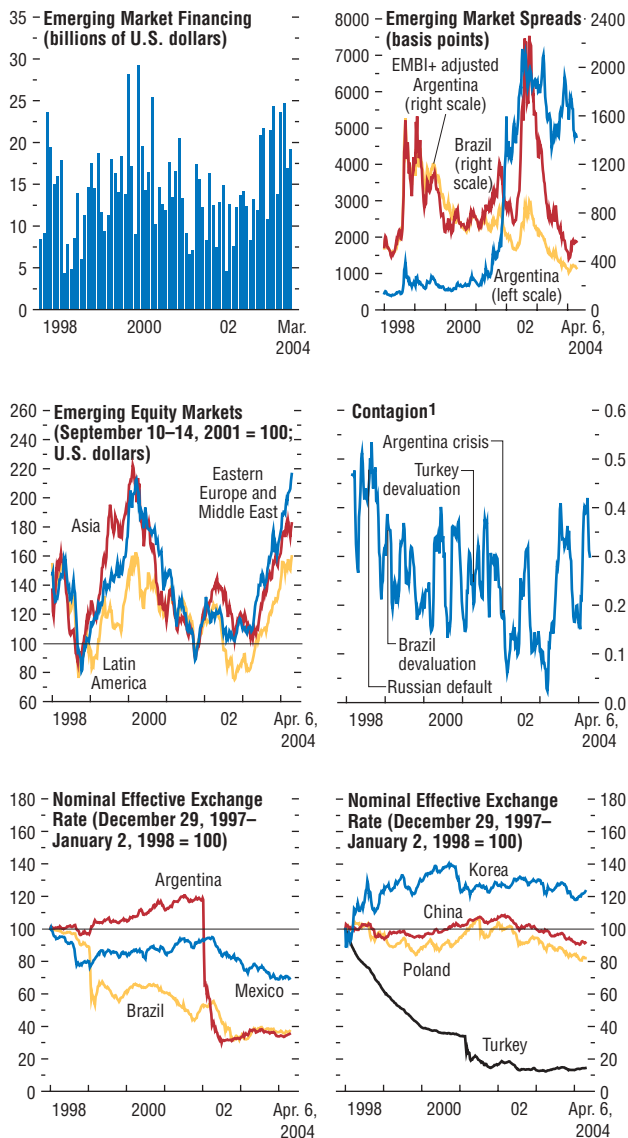 Emerging Market Financing
(billions of U.S. dollars)
35
30
25
20
15
10
5
0
1998
2000
02
Mar.
2004
Emerging Market Spreads
(basis points)
8000
7000
6000
5000
4000
3000
2000
1000
0
2400
2000
1600
1200
800
400
0
EMBI+ adjusted
Argentina
(right scale)
Brazil
(right
scale)
Argentina
(left scale)
1998
2000
02
Apr. 6,
2004
Emerging Equity Markets
(September 10–14, 2001 = 100;
U.S. dollars)
260
240
220
200
180
160
140
120
100
80
60
Eastern
Europe and
Middle East
Asia
Latin
America
1998
2000
02
Apr. 6,
2004
Contagion1
0.6
0.5
0.4
0.3
0.2
0.1
0.0
Argentina crisis
Turkey
devaluation
Brazil
devaluation
Russian default
1998
2000
02
Apr. 6,
2004
Nominal Effective Exchange
Rate (December 29, 1997–
January 2, 1998 = 100)
180
160
140
120
100
80
60
40
20
0
Argentina
Mexico
Brazil
1998
2000
02
Apr. 6,
2004
Nominal Effective Exchange
Rate (December 29, 1997–
January 2, 1998 = 100)
180
160
140
120
100
80
60
40
20
0
Korea
China
Poland
Turkey
1998
2000
02
Apr. 6,
2004